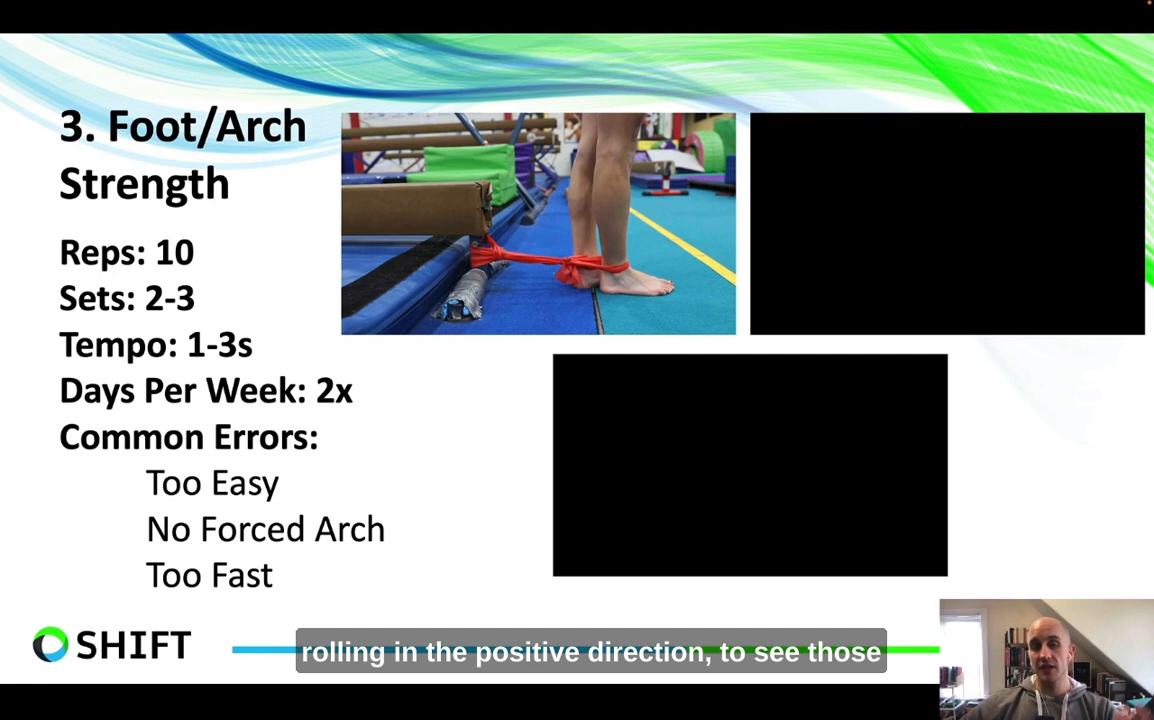 3. Foot/Arch
Strength
Reps: 10
Sets: 2-3
Tempo: 1-3s
Days Per Week: 2x
Common Errors:
Too Easy
No Forced Arch
Too Fast
SHIFT
rolling in the positive direction, to see those